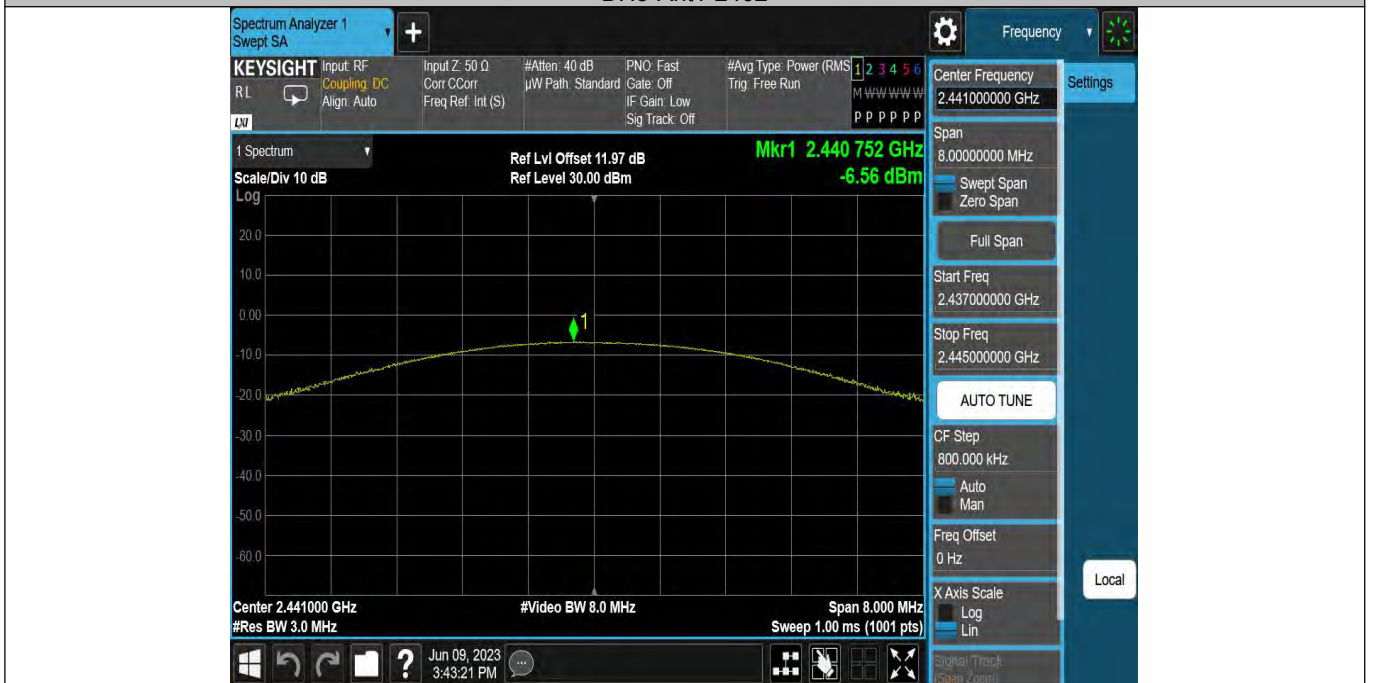 Spectrum Analyzer 1
Swept SA
+
Frequency
KEYSIGHT
RL
LXI
Input: RF
Coupling: DC
Align: Auto
Input Z: 50 Ω
Corr CCorr
Freq Ref: Int (S)
#Atten: 40 dB
µW Path: Standard
PNO: Fast
Gate: Off
IF Gain: Low
Sig Track: Off
#Avg Type: Power (RMS
Trig: Free Run
1 2 3 4 5 6
M W W W W W
P P P P P P
Settings
Center Frequency
2.441000000 GHz
Span
8.00000000 MHz
Swept Span
Zero Span
Full Span
Start Freq
2.437000000 GHz
Stop Freq
2.445000000 GHz
AUTO TUNE
CF Step
800.000 kHz
Auto
Man
Freq Offset
0 Hz
X Axis Scale
Log
Lin
Signal Track
(Span Zoom)
Local
1 Spectrum
Scale/Div 10 dB
Log
Ref Lvl Offset 11.97 dB
Ref Level 30.00 dBm
Mkr1 2.440 752 GHz
-6.56 dBm
20.0
10.0
0.00
1
-10.0
-20.0
-30.0
-40.0
-50.0
-60.0
Center 2.441000 GHz
#Res BW 3.0 MHz
#Video BW 8.0 MHz
Span 8.000 MHz
Sweep 1.00 ms (1001 pts)
?
Jun 09, 2023
3:43:21 PM